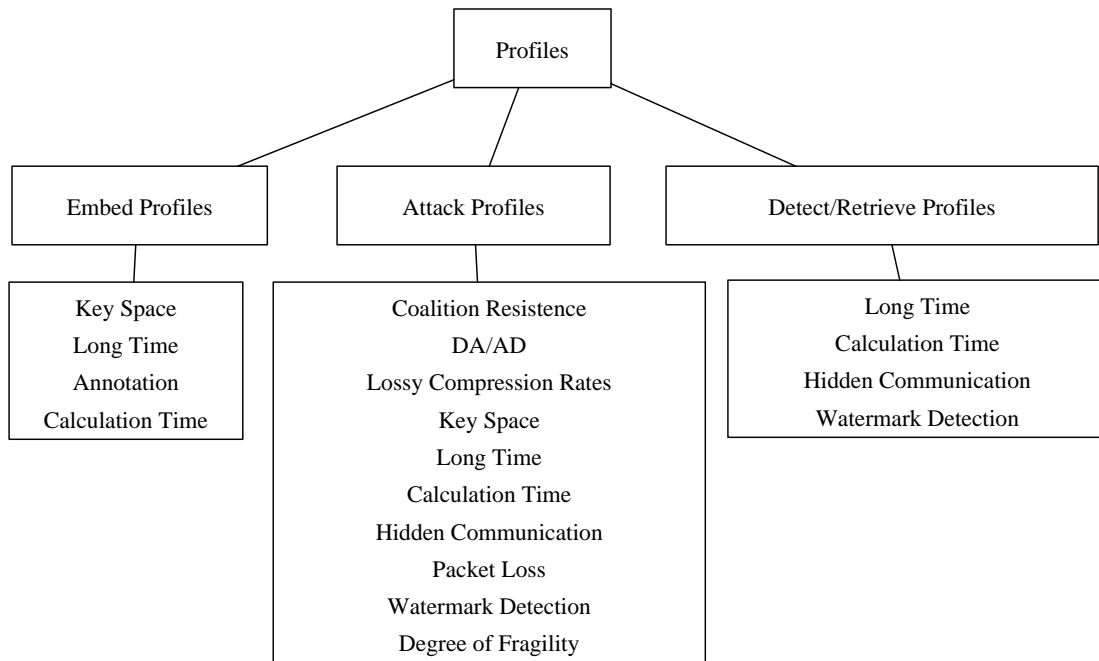 Profiles
Embed Profiles
Attack Profiles
Detect/Retrieve Profiles
Key Space
Long Time
Annotation
Calculation Time
Coalition Resistence
DA/AD
Lossy Compression Rates
Key Space
Long Time
Calculation Time
Hidden Communication
Packet Loss
Watermark Detection
Degree of Fragility
Long Time
Calculation Time
Hidden Communication
Watermark Detection